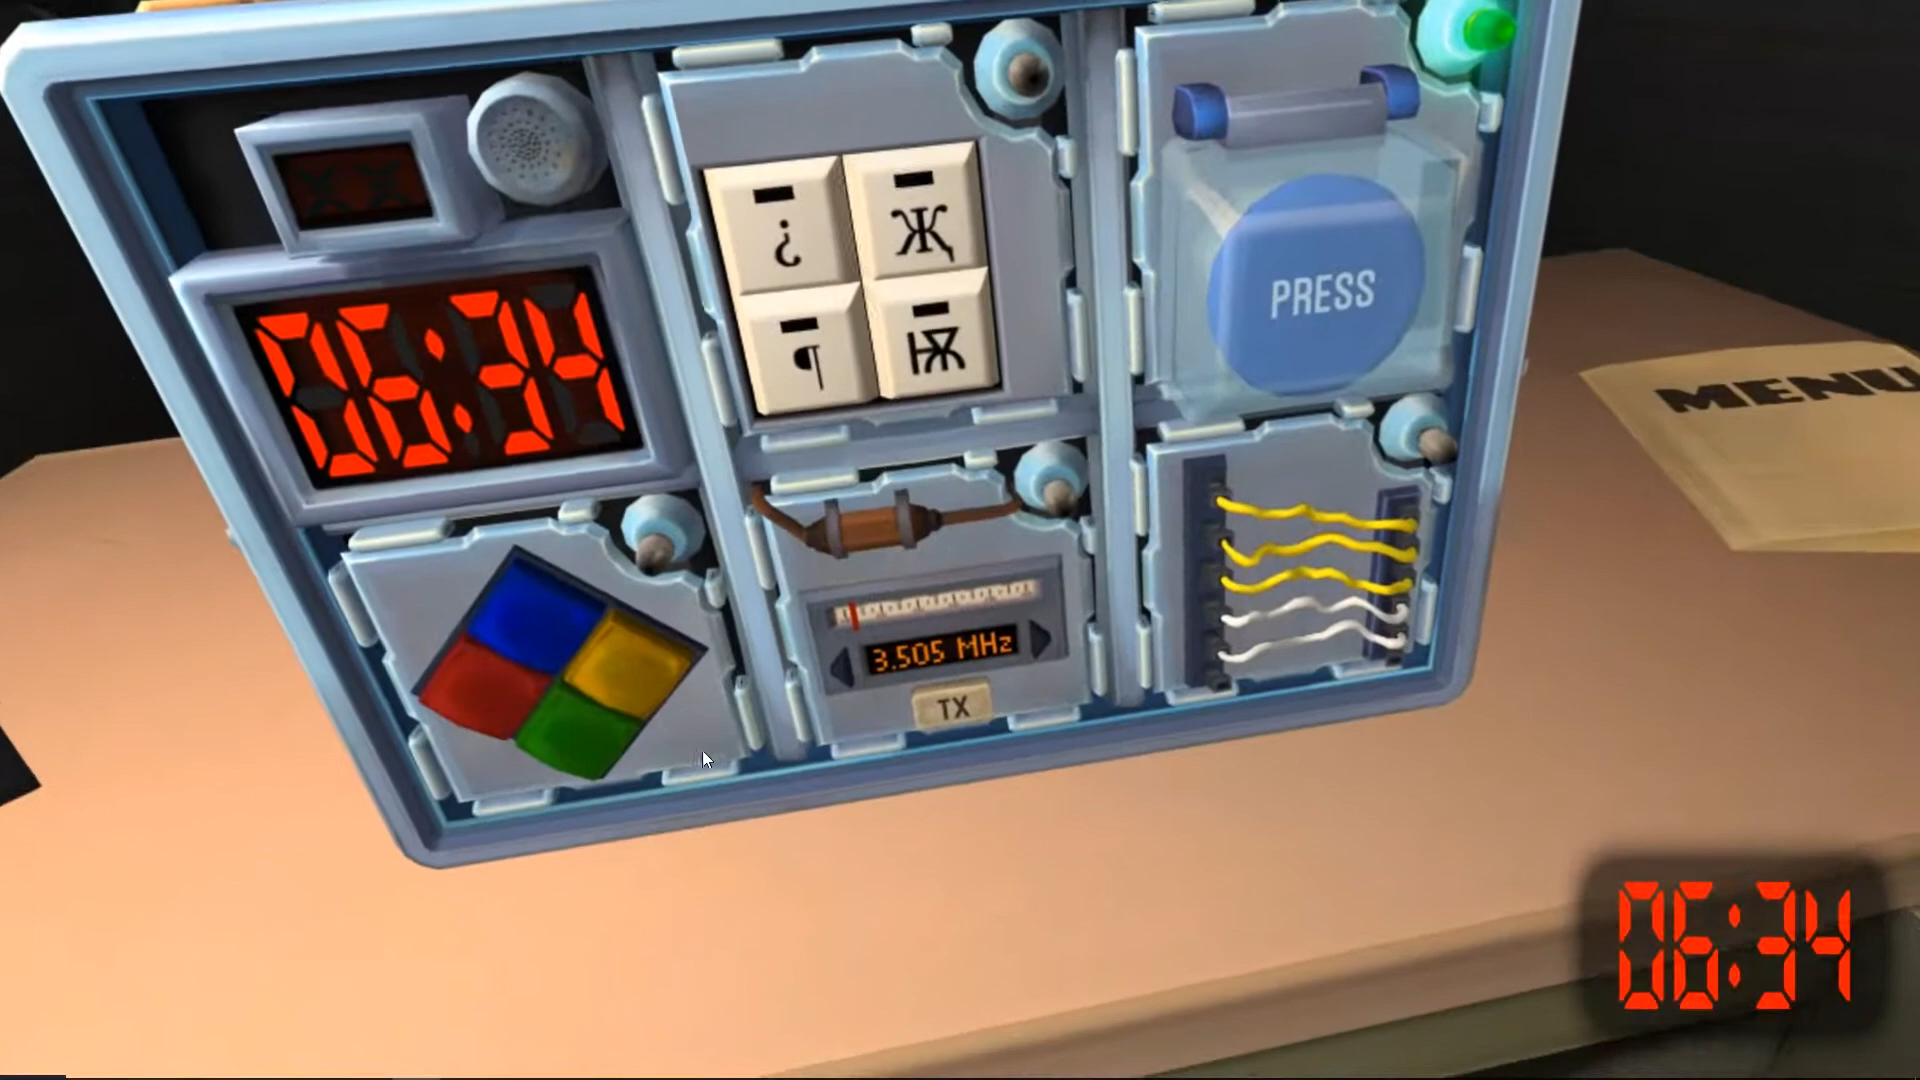 06:34
¿
Җ
¶
Ѭ
PRESS
MENU
3.505 MHz
TX
06:34